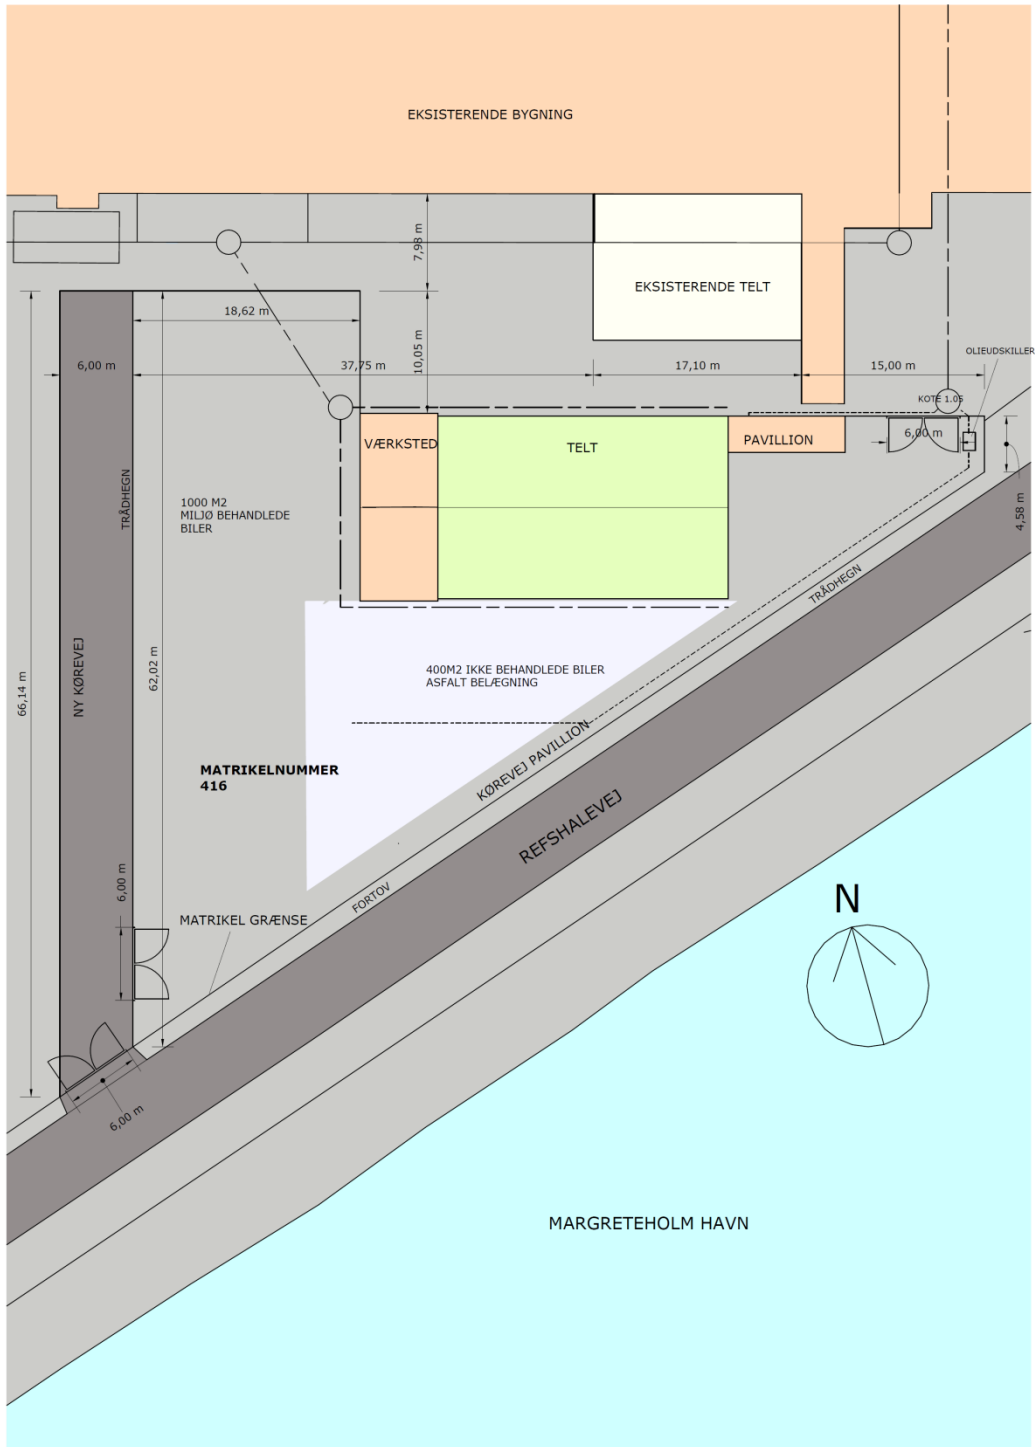 EKSISTERENDE BYGNING
7,98 m
EKSISTERENDE TELT
18,62 m
10,05 m
OLIEUDSKILLER
6,00 m
37,75 m
17,10 m
15,00 m
KOTE 1.05
6,00 m
VÆRKSTED
TELT
PAVILLION
4,58 m
TRÅDHEGN
1000 M2
MILJØ BEHANDLEDE
BILER
TRÅDHEGN
NY KØREVEJ
62,02 m
66,14 m
400M2 IKKE BEHANDLEDE BILER
ASFALT BELÆGNING
KØREVEJ PAVILLION
MATRIKELNUMMER
416
REFSHALEVEJ
6,00 m
FORTOV
N
MATRIKEL GRÆNSE
6,00 m
MARGRETEHOLM HAVN